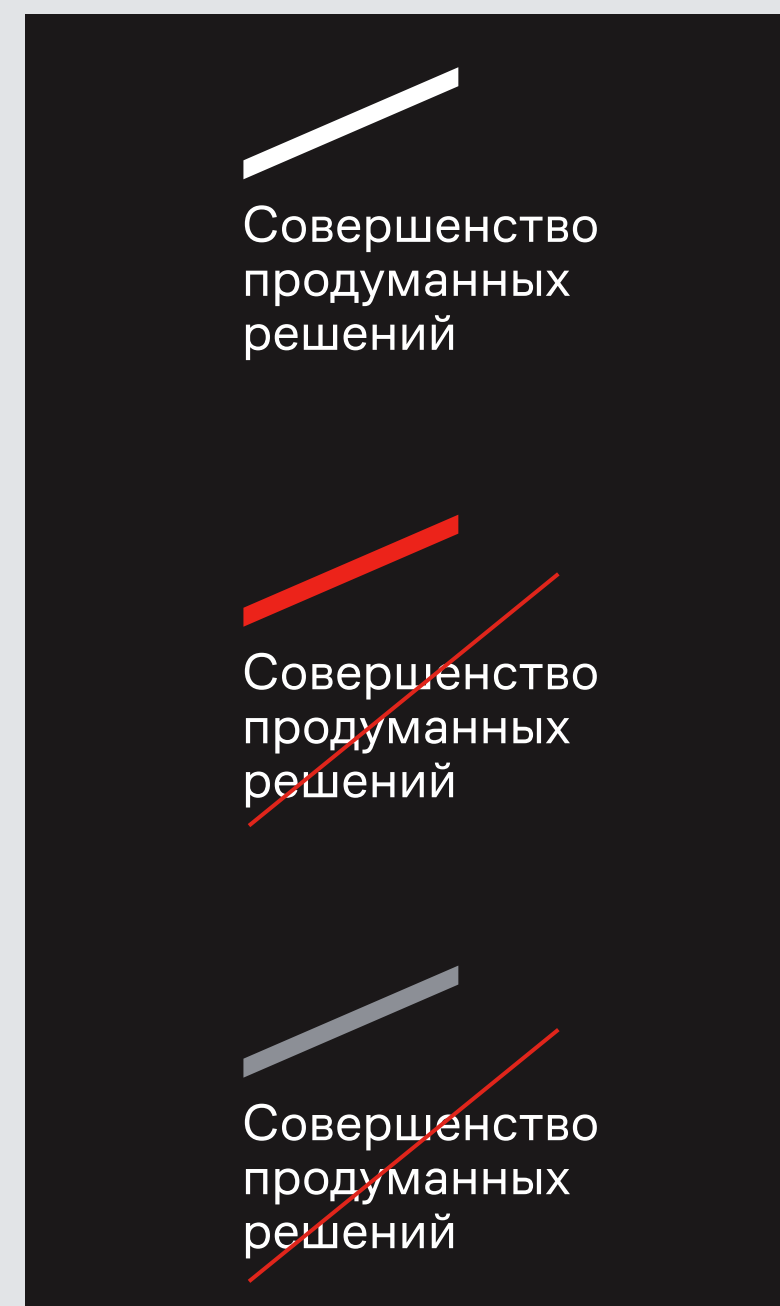 Совершенство
продуманных
решений
Совершенство
продуманных
решений
Совершенство
продуманных
решений